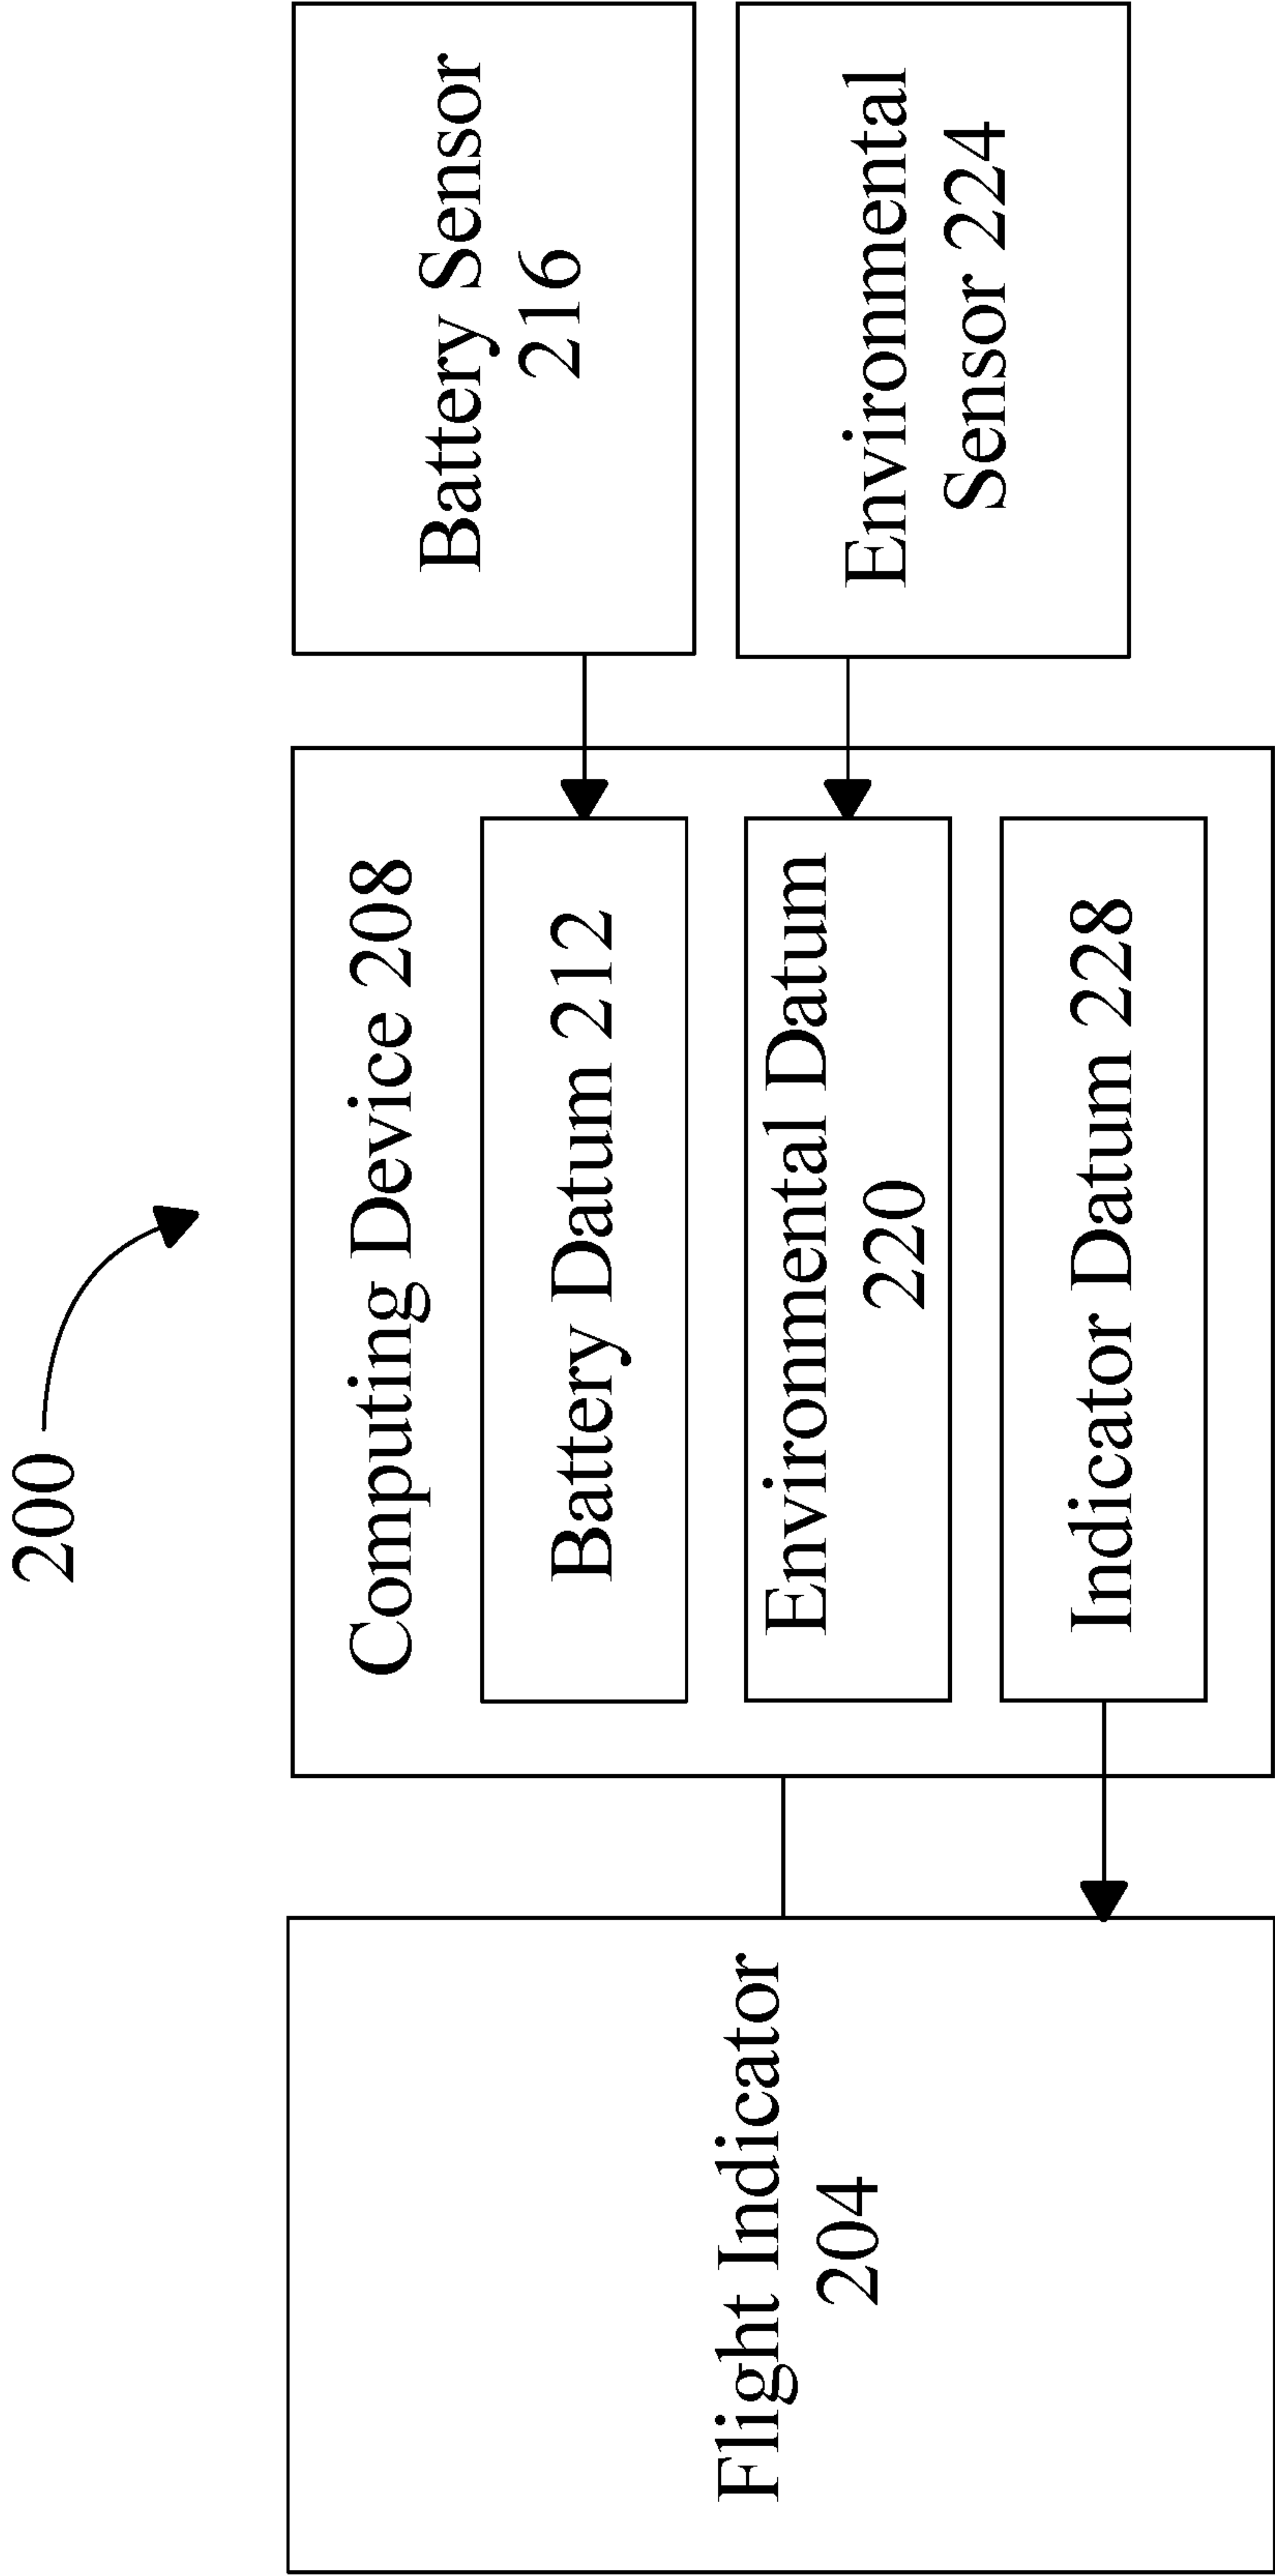 200
Flight Indicator
204
Computing Device 208
Battery Datum 212
Environmental Datum
220
Indicator Datum 228
Battery Sensor
216
Environmental
Sensor 224